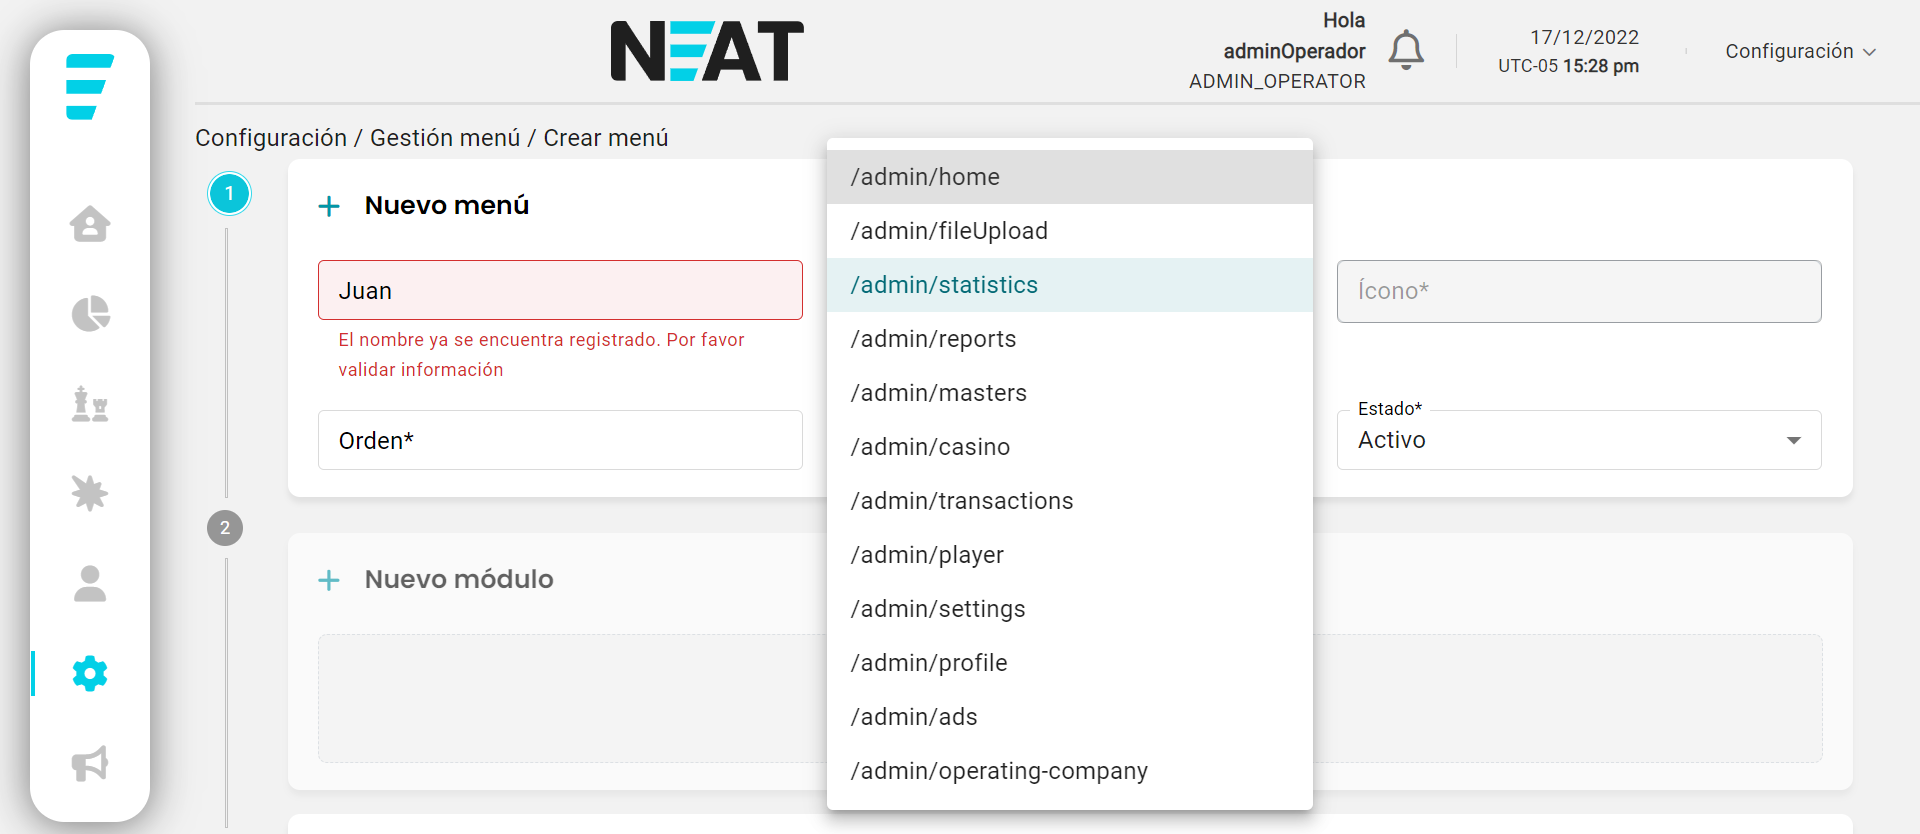 NEAT
Hola
adminOperador
ADMIN_OPERATOR
17/12/2022
UTC-05 15:28 pm
Configuración
Configuración / Gestión menú / Crear menú
1
Nuevo menú
Juan
El nombre ya se encuentra registrado. Por favor
validar información
Orden*
/admin/home
/admin/fileUpload
/admin/statistics
/admin/reports
/admin/masters
/admin/casino
/admin/transactions
/admin/player
/admin/settings
/admin/profile
/admin/ads
/admin/operating-company
Ícono*
Estado*
Activo
2
Nuevo módulo